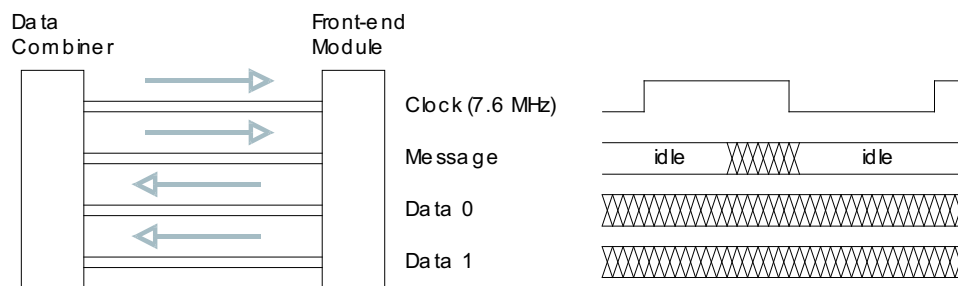 Data
Combiner
Front-end
Module
Clock (7.6 MHz)
Message
idle
idle
Data 0
Data 1